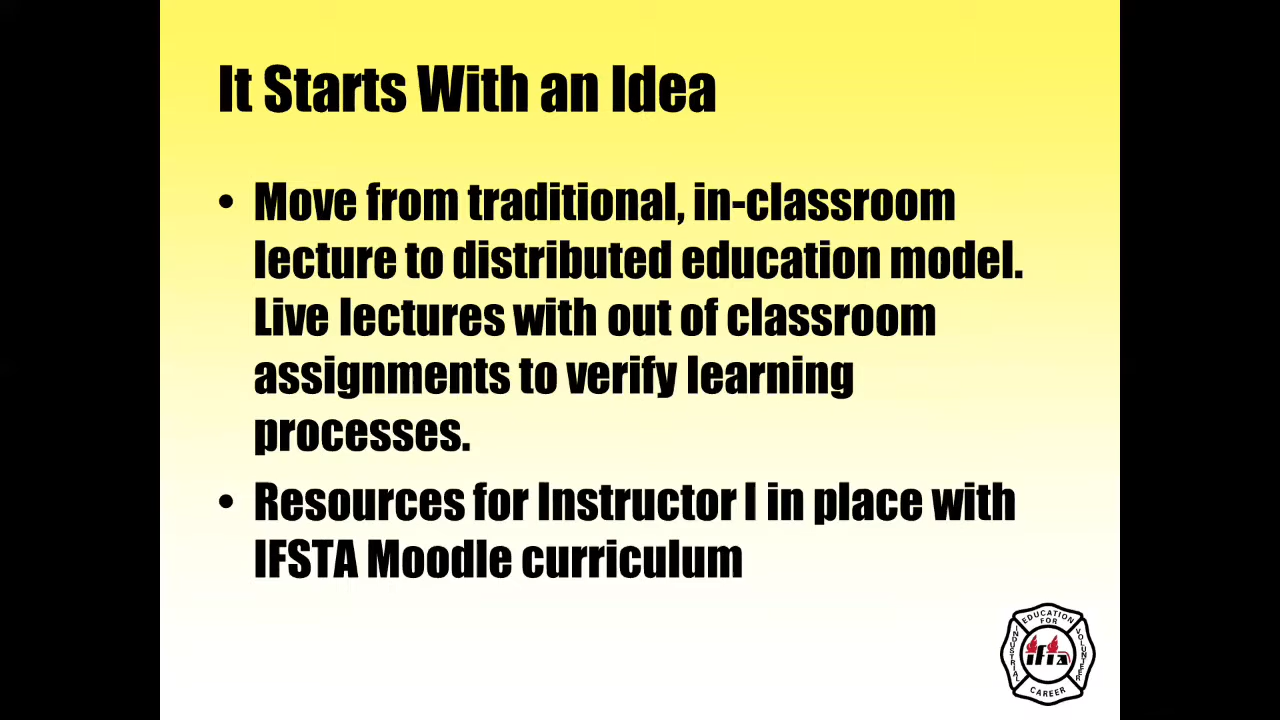 It Starts With an Idea
• Move from traditional, in-classroom
lecture to distributed education model.
Live lectures with out of classroom
assignments to verify learning
processes.
• Resources for Instructor I in place with
IFSTA Moodle curriculum
EDUCATION
FOR
INDUSTRIAL
ifia
VOLUNTEER
CAREER